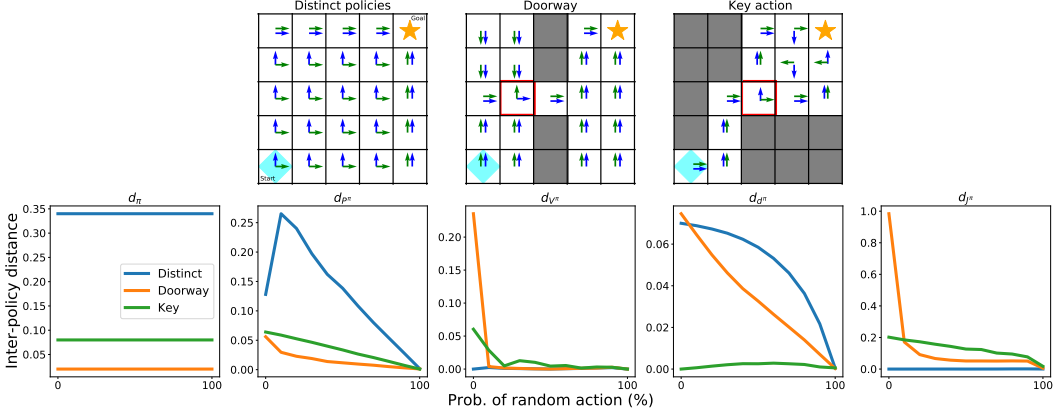 Distinct policies
Doorway
Key action
Goal
Start
Inter-policy distance
d_π
0.35
0.30
0.25
0.20
0.15
0.10
0.05
0
100
Distinct
Doorway
Key
d_{P^π}
0.25
0.20
0.15
0.10
0.05
0.00
0
100
d_{V^π}
0.20
0.15
0.10
0.05
0.00
0
100
d_{d^π}
0.06
0.04
0.02
0.00
0
100
d_{J^π}
1.0
0.8
0.6
0.4
0.2
0.0
0
100
Prob. of random action (%)